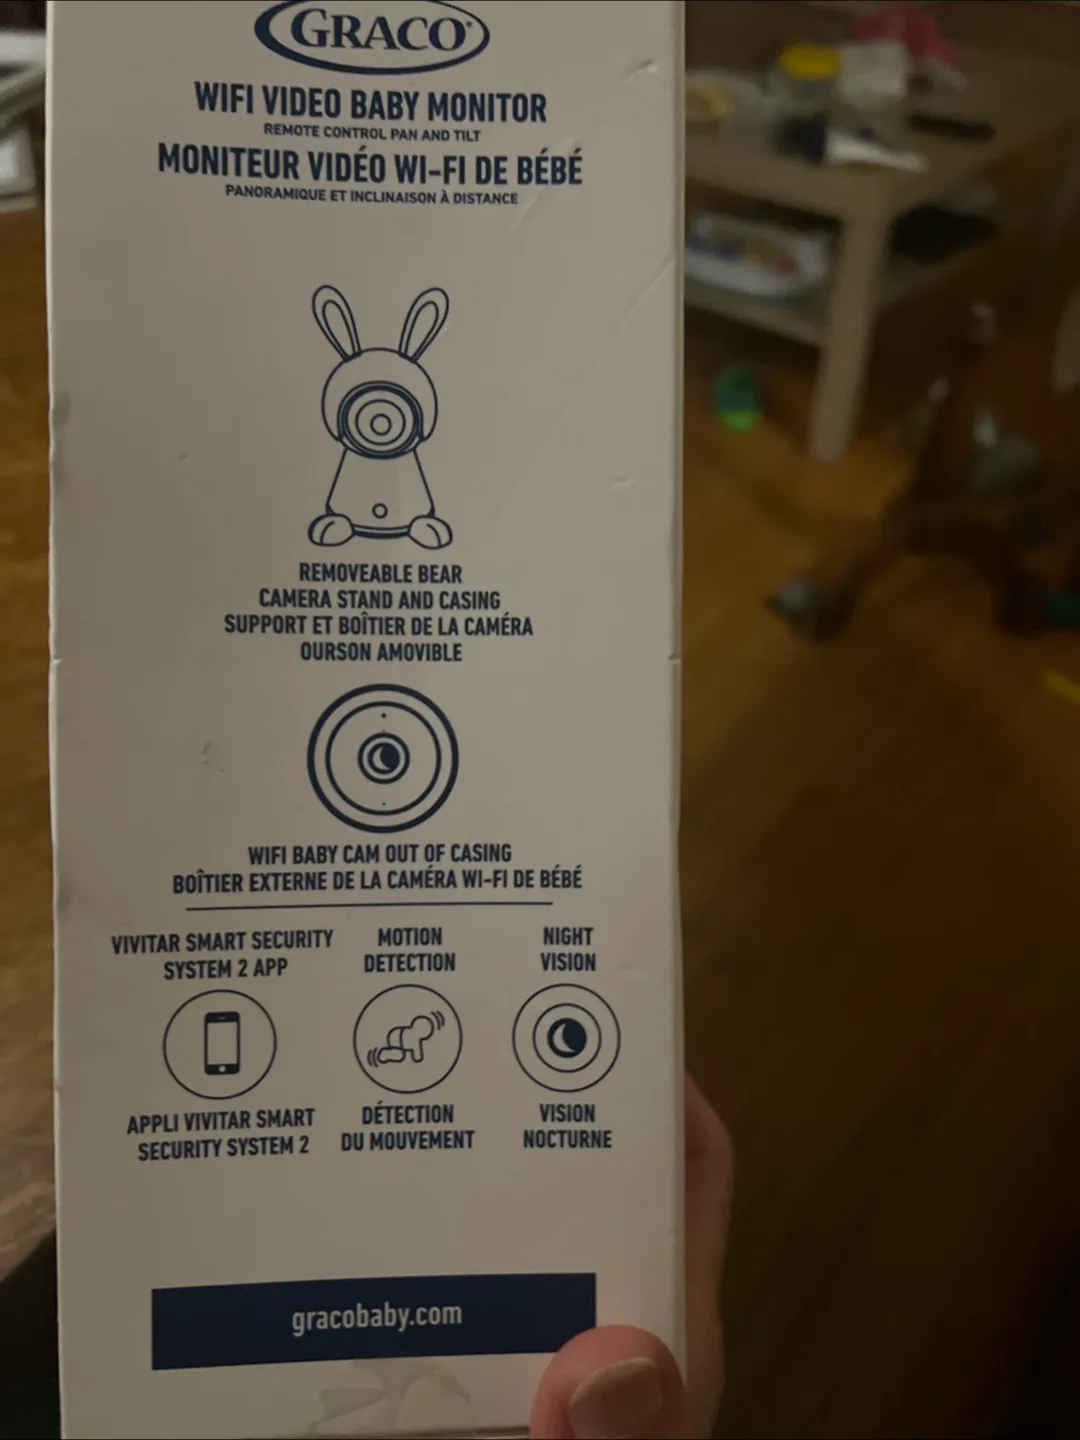 GRACO
WIFI VIDEO BABY MONITOR
REMOTE CONTROL PAN AND TILT
MONITEUR VIDÉO WI-FI DE BÉBÉ
PANORAMIQUE ET INCLINAISON À DISTANCE
REMOVEABLE BEAR
CAMERA STAND AND CASING
SUPPORT ET BOÎTIER DE LA CAMÉRA
OURSON AMOVIBLE
WIFI BABY CAM OUT OF CASING
BOÎTIER EXTERNE DE LA CAMÉRA WI-FI DE BÉBÉ
VIVITAR SMART SECURITY
SYSTEM 2 APP
APPLI VIVITAR SMART
SECURITY SYSTEM 2
MOTION
DETECTION
DÉTECTION
DU MOUVEMENT
NIGHT
VISION
VISION
NOCTURNE
gracobaby.com